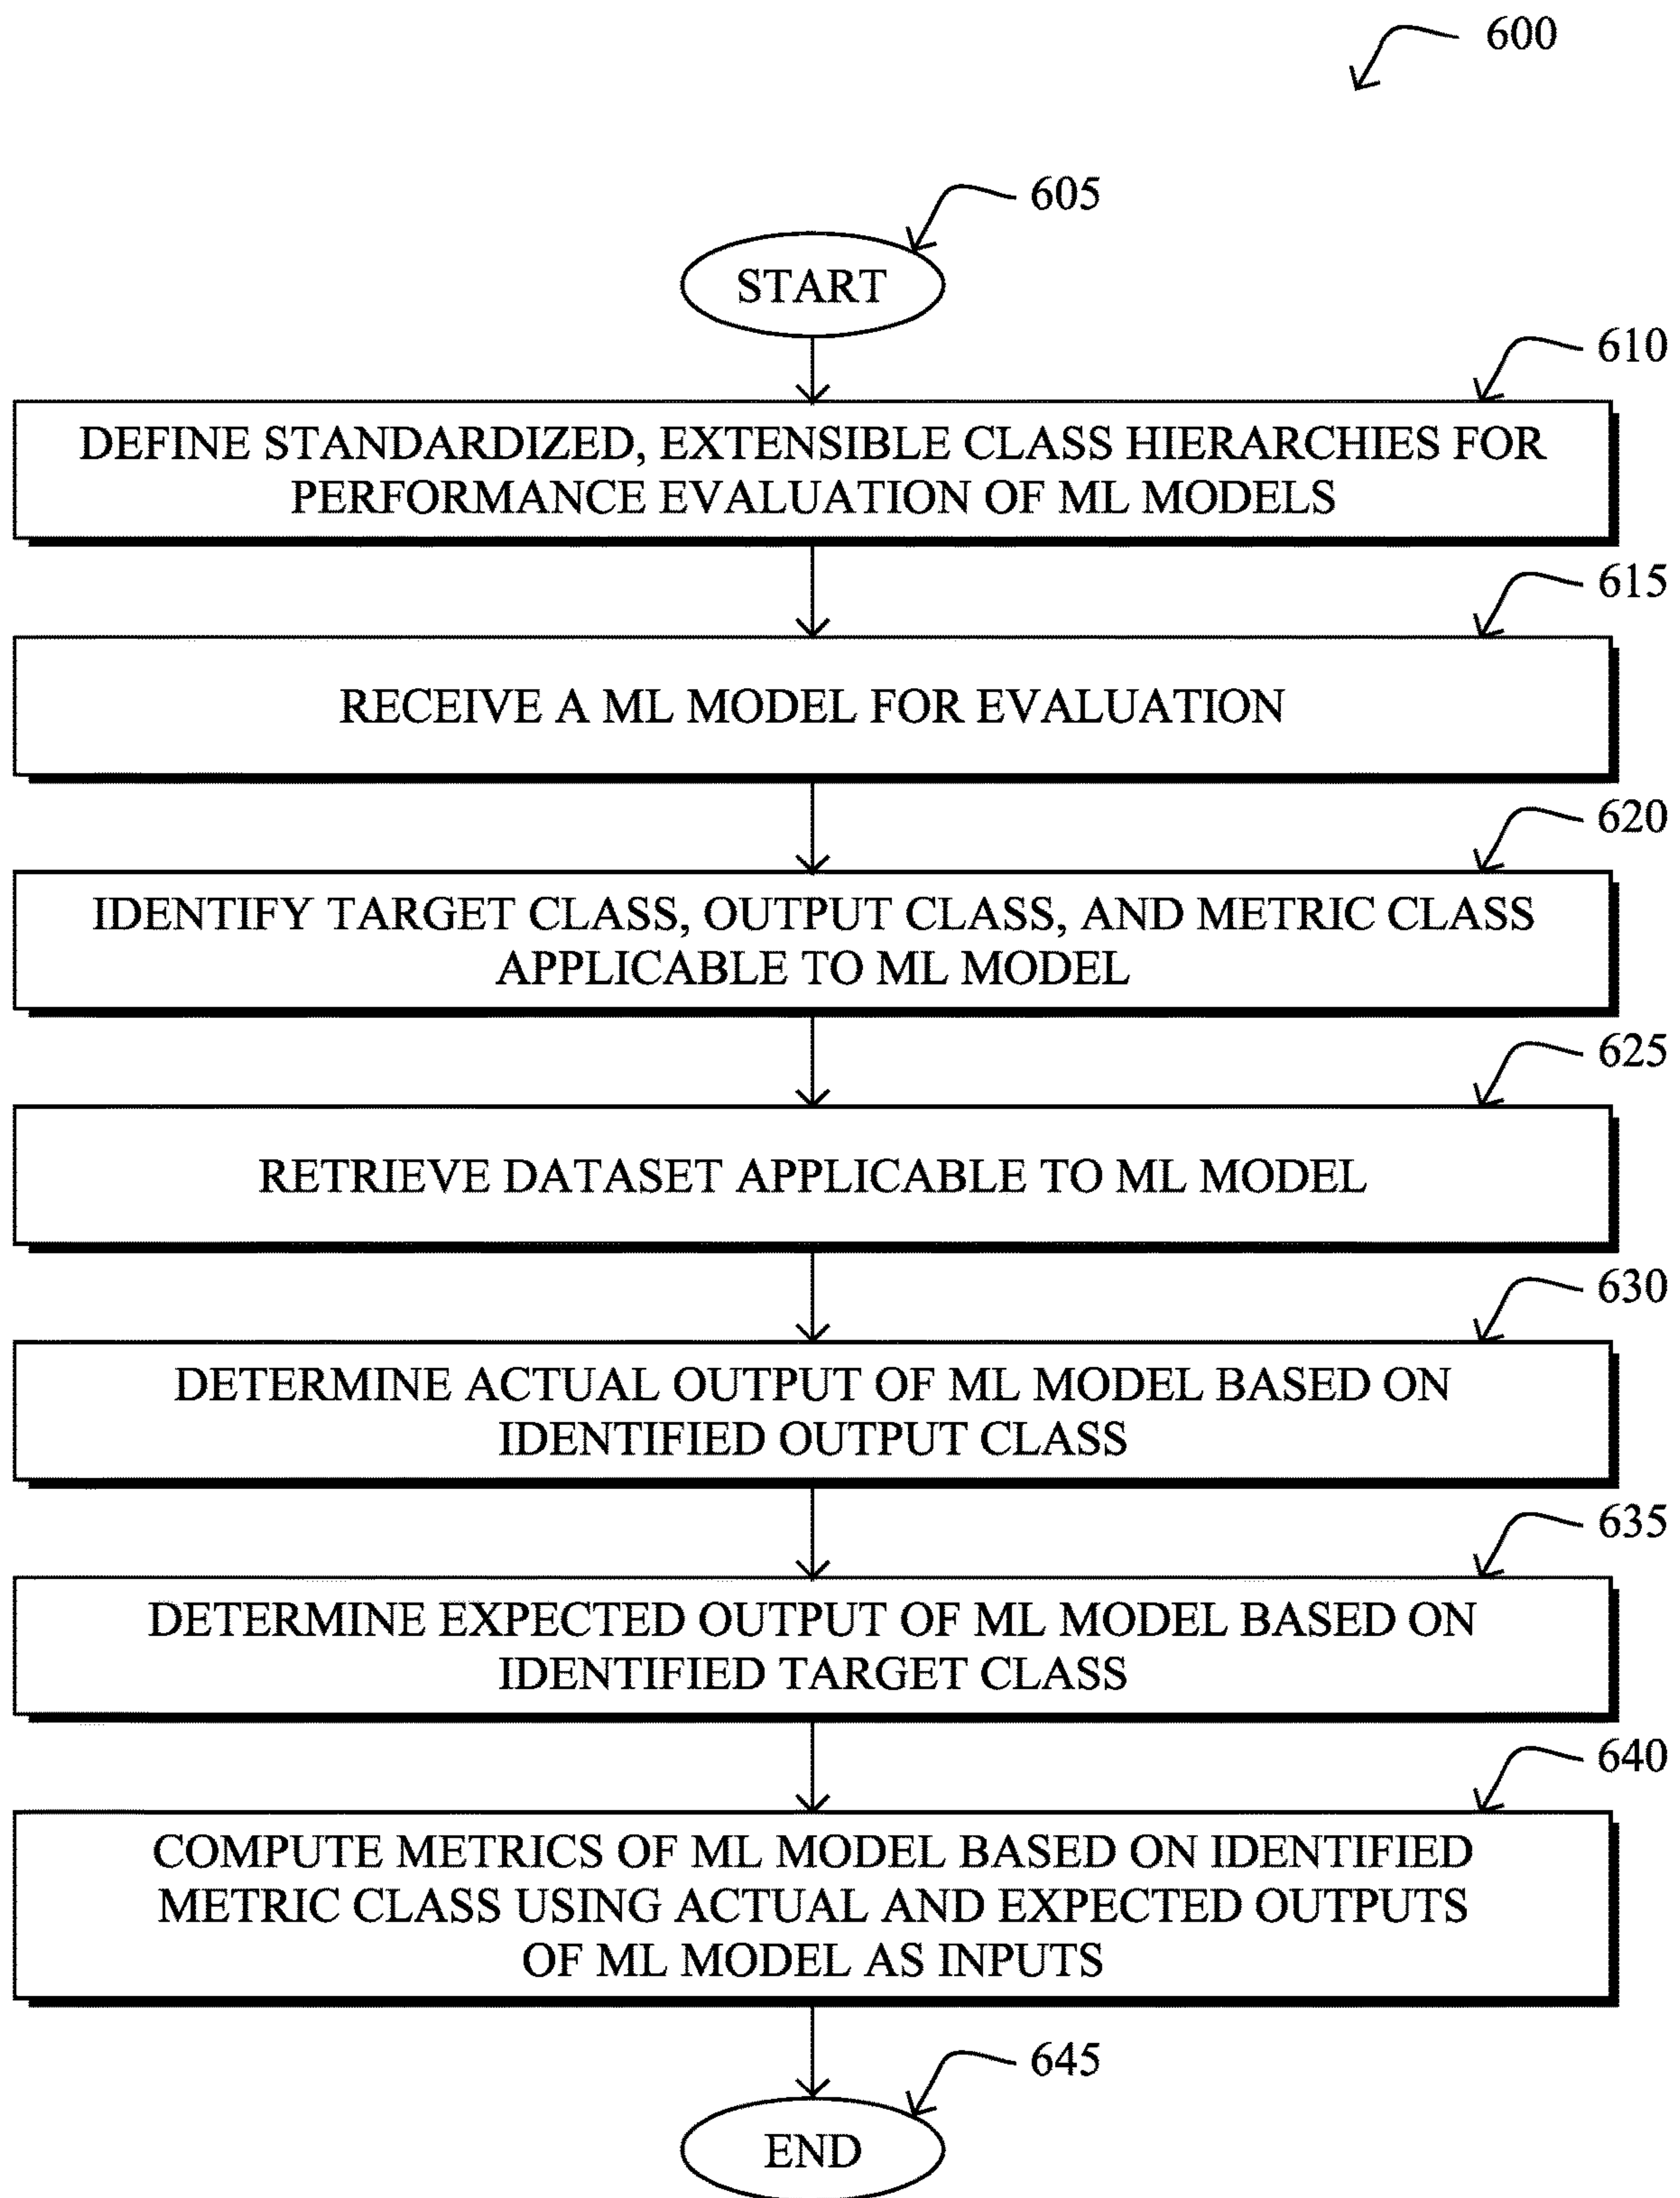 600
605
START
610
DEFINE STANDARDIZED, EXTENSIBLE CLASS HIERARCHIES FOR
PERFORMANCE EVALUATION OF ML MODELS
615
RECEIVE A ML MODEL FOR EVALUATION
620
IDENTIFY TARGET CLASS, OUTPUT CLASS, AND METRIC CLASS
APPLICABLE TO ML MODEL
625
RETRIEVE DATASET APPLICABLE TO ML MODEL
630
DETERMINE ACTUAL OUTPUT OF ML MODEL BASED ON
IDENTIFIED OUTPUT CLASS
635
DETERMINE EXPECTED OUTPUT OF ML MODEL BASED ON
IDENTIFIED TARGET CLASS
640
COMPUTE METRICS OF ML MODEL BASED ON IDENTIFIED
METRIC CLASS USING ACTUAL AND EXPECTED OUTPUTS
OF ML MODEL AS INPUTS
645
END